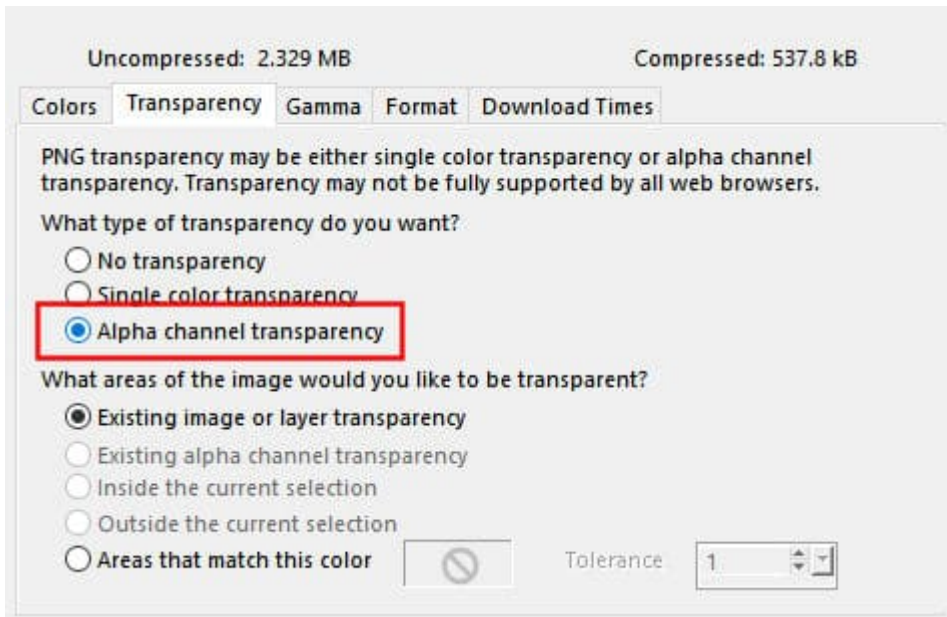 Uncompressed: 2.329 MB Compressed: 537.8 kB
Colors Transparency Gamma Format Download Times
PNG transparency may be either single color transparency or alpha channel
transparency. Transparency may not be fully supported by all web browsers.
What type of transparency do you want?
No transparency
Single color transparency
Alpha channel transparency
What areas of the image would you like to be transparent?
Existing image or layer transparency
Existing alpha channel transparency
Inside the current selection
Outside the current selection
Areas that match this color Tolerance 1